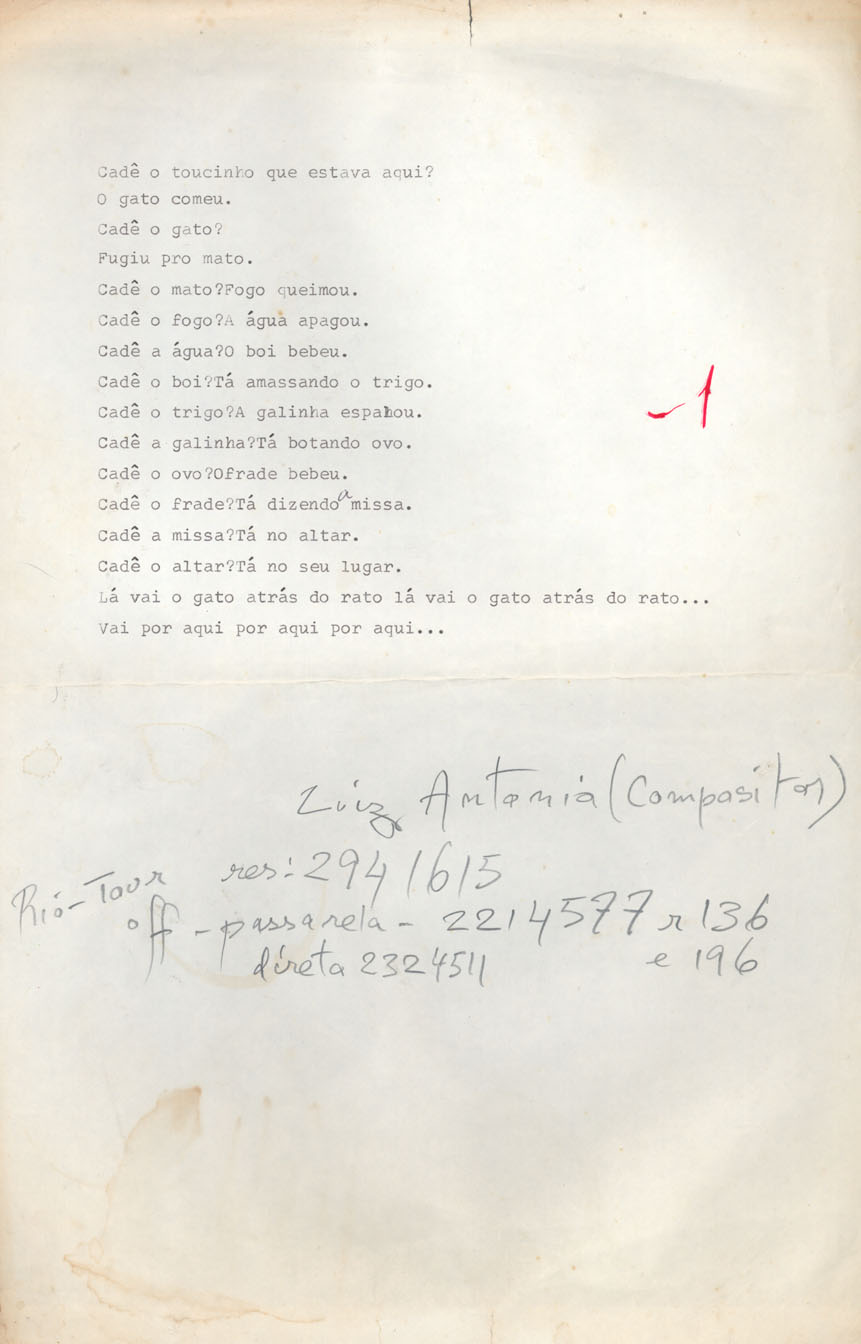 Cadê o toucinho que estava aqui?
O gato comeu.
Cadê o gato?
Fugiu pro mato.
Cadê o mato?Fogo queimou.
Cadê o fogo?A água apagou.
Cadê a água?O boi bebeu.
Cadê o boi?Tá amassando o trigo.
Cadê o trigo?A galinha espalhou.
-1
Cadê a galinha?Tá botando ovo.
Cadê o ovo?Ofrade bebeu.
Cadê o frade?Tá dizendo a missa.
Cadê a missa?Tá no altar.
Cadê o altar?Tá no seu lugar.
Lá vai o gato atrás do rato lá vai o gato atrás do rato...
Vai por aqui por aqui por aqui...
Luiz Antonio (Compositor)
res: 294 1615
Rio-Tour
off - passarela - 2214577 r 136
direta 2324511 e 196